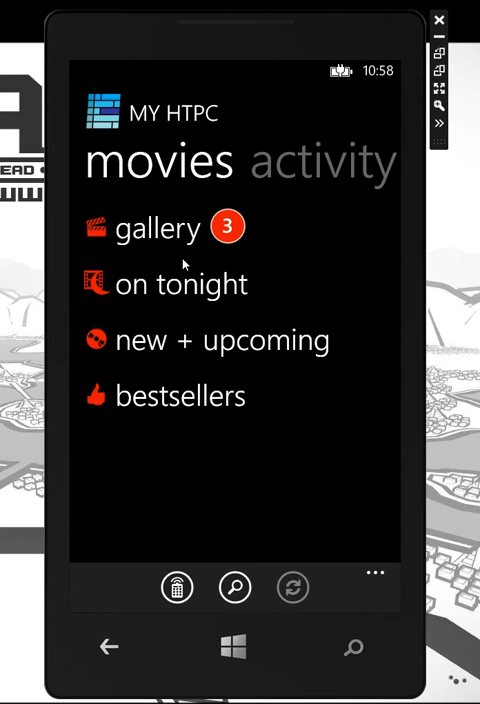 10:58
MY HTPC
movies activity
gallery 3
on tonight
new + upcoming
bestsellers
...